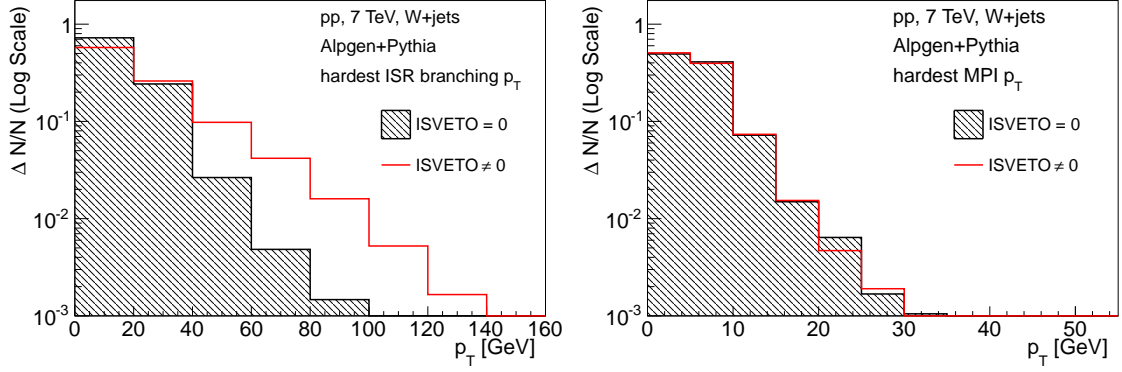 pp, 7 TeV, W+jets
Alpgen+Pythia
hardest ISR branching p_T
ISVETO = 0
ISVETO ≠ 0
Δ N/N (Log Scale)
1
10^-1
10^-2
10^-3
0 20 40 60 80 100 120 140 160
p_T [GeV]
pp, 7 TeV, W+jets
Alpgen+Pythia
hardest MPI p_T
ISVETO = 0
ISVETO ≠ 0
Δ N/N (Log Scale)
1
10^-1
10^-2
10^-3
0 10 20 30 40 50
p_T [GeV]